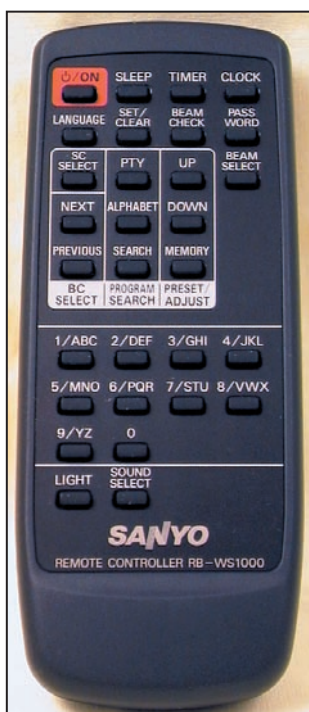 ⏻/ON SLEEP TIMER CLOCK
LANGUAGE SET/CLEAR BEAM CHECK PASS WORD
SC SELECT PTY UP BEAM SELECT
NEXT ALPHABET DOWN
PREVIOUS SEARCH MEMORY
BC SELECT PROGRAM SEARCH PRESET/ADJUST
1/ABC 2/DEF 3/GHI 4/JKL
5/MNO 6/PQR 7/STU 8/VWX
9/YZ 0
LIGHT SOUND SELECT
SANYO
REMOTE CONTROLLER RB-WS1000